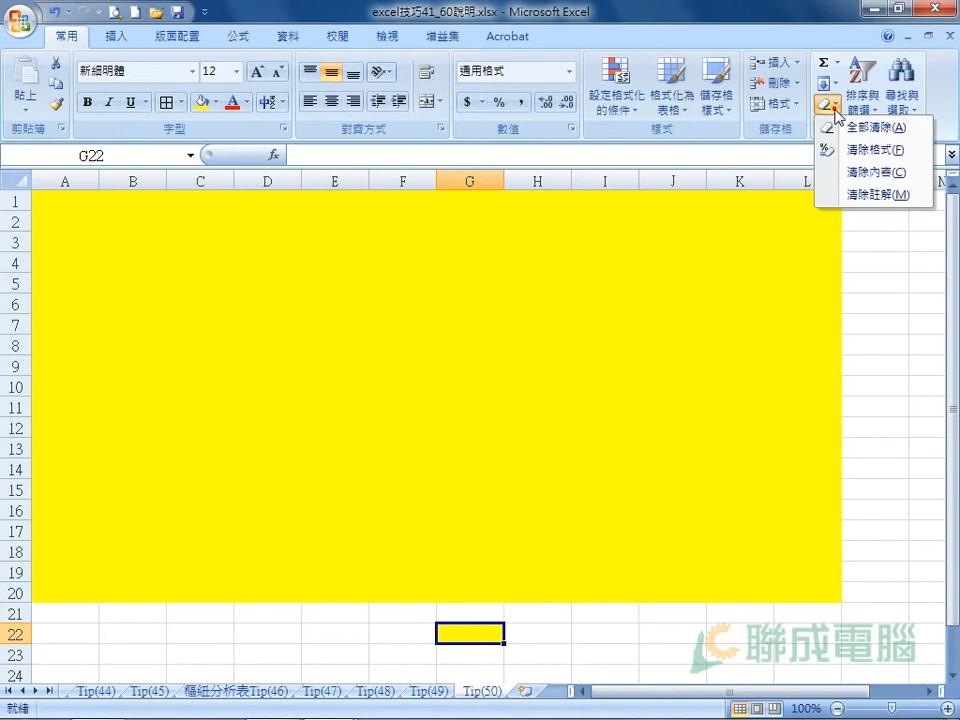 excel技巧41_60說明.xlsx - Microsoft Excel
常用 插入 版面配置 公式 資料 校閱 檢視 增益集 Acrobat
貼上 新細明體 12 通用格式 設定格式化的條件 格式化為表格 儲存格樣式 插入 刪除 格式 Σ 排序與篩選 尋找與選取
B I U A 中 $ % ,
剪貼簿 字型 對齊方式 數值 樣式 儲存格
全部清除(A)
清除格式(F)
清除內容(C)
清除註解(M)
G22 fx
A B C D E F G H I J K L N
1
2
3
4
5
6
7
8
9
10
11
12
13
14
15
16
17
18
19
20
21
22
23
24
聯成電腦
Tip(44) Tip(45) 樞紐分析表Tip(46) Tip(47) Tip(48) Tip(49) Tip(50)
就緒 100%